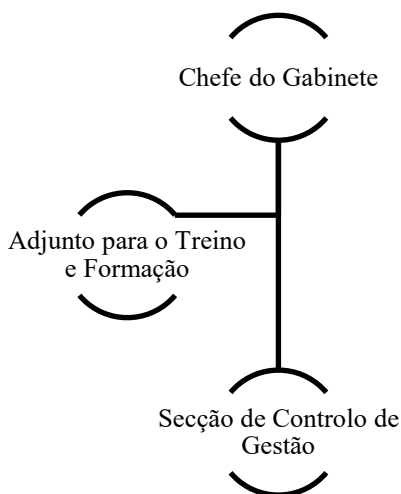 Chefe do Gabinete
Adjunto para o Treino
e Formação
Secção de Controlo de
Gestão